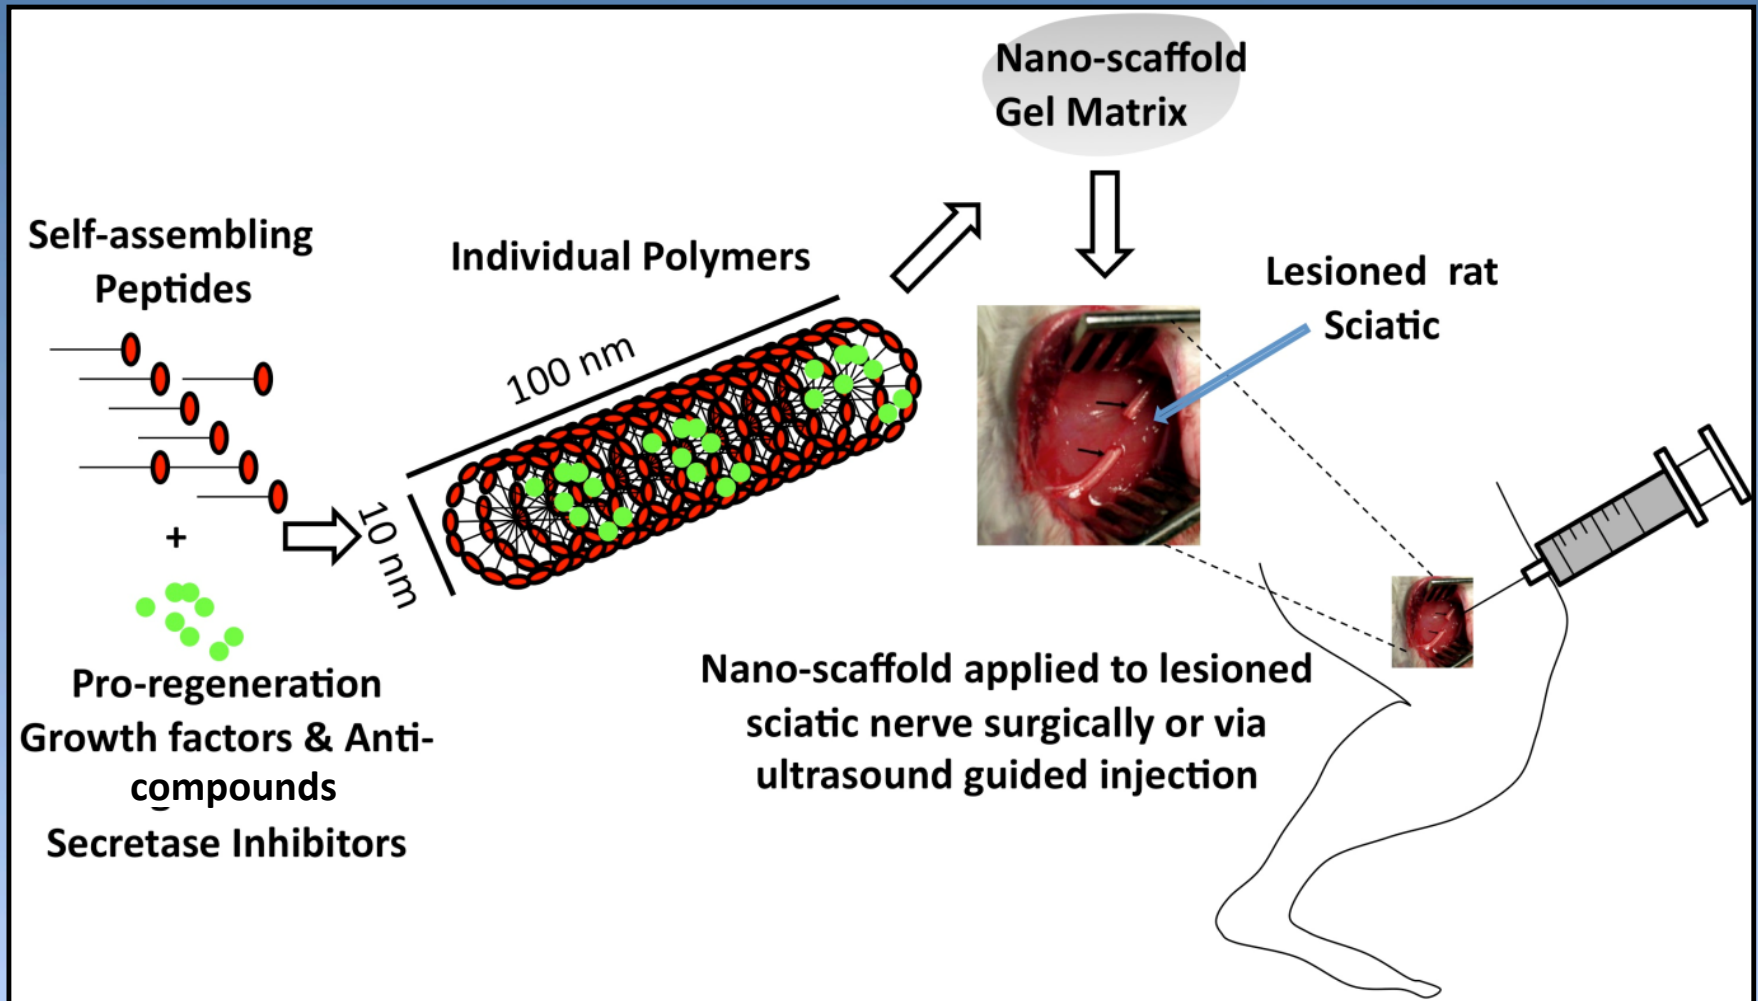 Nano-scaffold
Gel Matrix
Self-assembling
Peptides
Individual Polymers
Lesioned rat
Sciatic
100 nm
10 nm
+
Pro-regeneration
Growth factors & Anti-
compounds
Secretase Inhibitors
Nano-scaffold applied to lesioned
sciatic nerve surgically or via
ultrasound guided injection